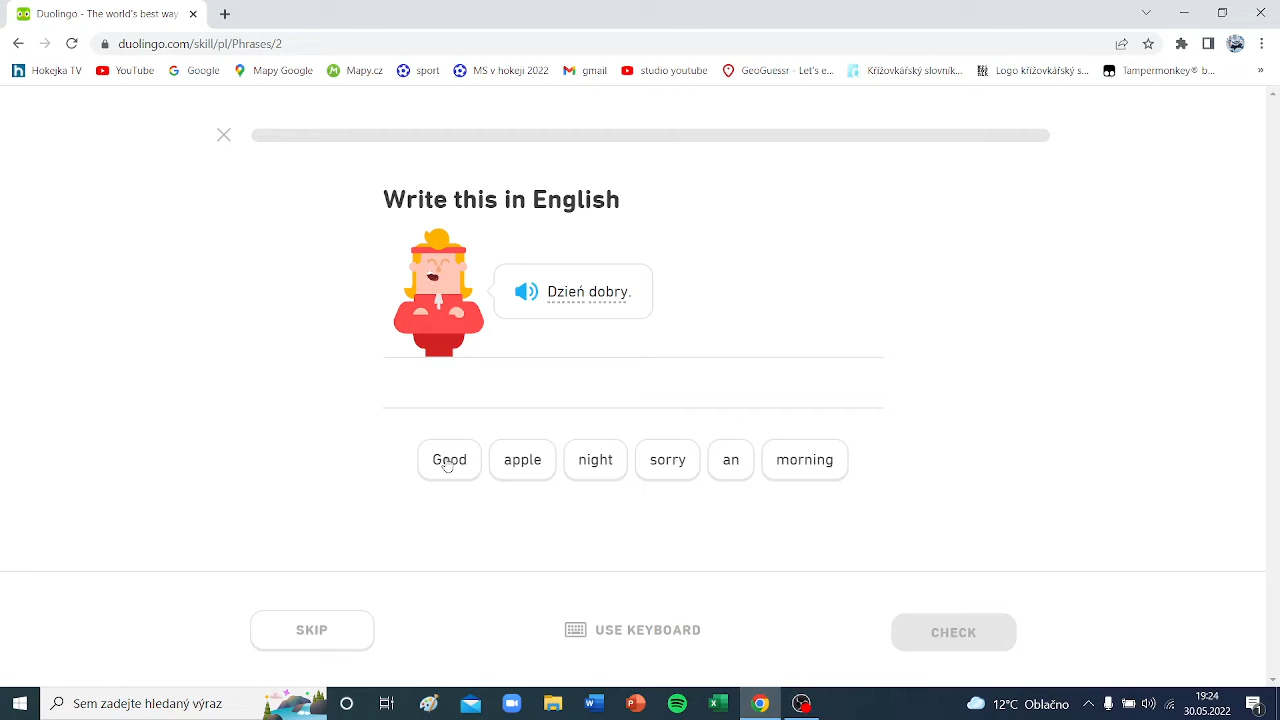 Duolingo - The world's best way
duolingo.com/skill/pl/Phrases/2
Hokejka TV YouTube Google Mapy Google Mapy.cz sport MS v hokeji 2022 gmail studio youtube GeoGuessr - Let's e... Křížovkářský slovník... Logo křížovkářský s... Tampermonkey® b... »
Write this in English
Dzień dobry.
Good apple night sorry an morning
SKIP USE KEYBOARD CHECK
Sem zadejte hledaný výraz
12°C Oblačno
19:24
30.05.2022